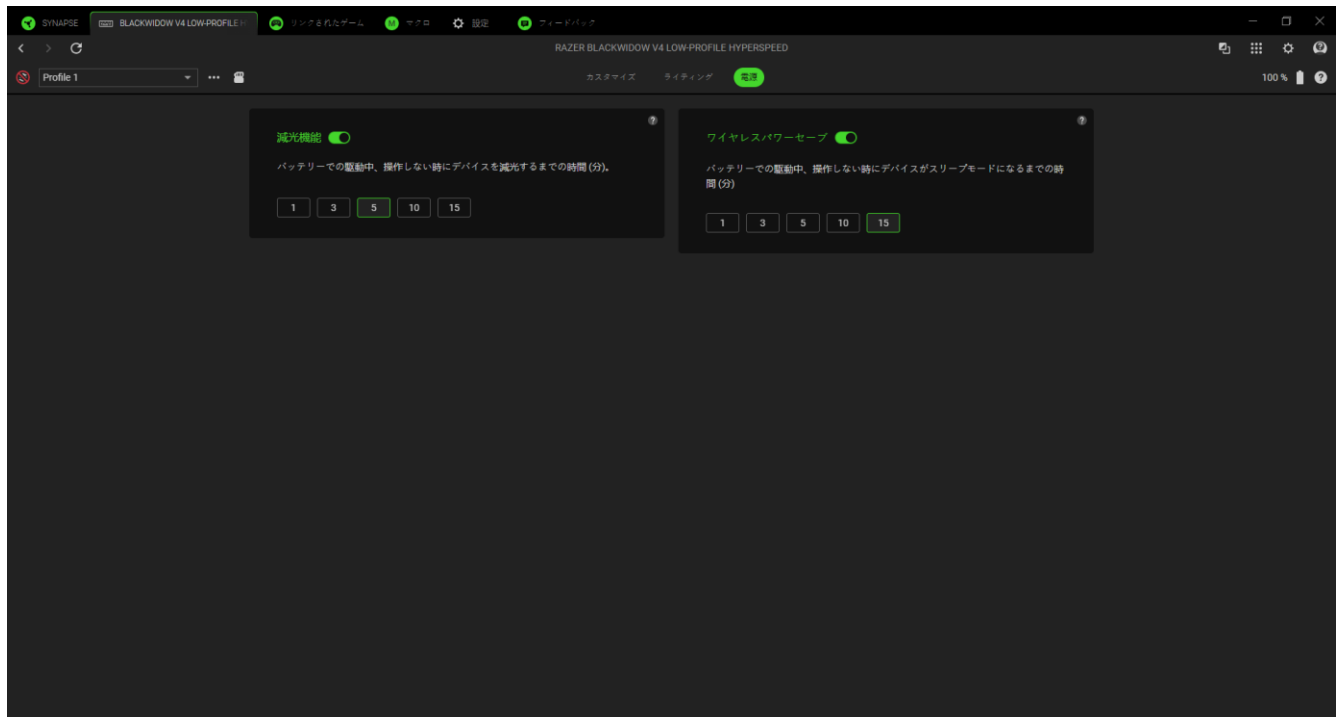 SYNAPSE BLACKWIDOW V4 LOW-PROFILE H リンクされたゲーム M マクロ 設定 フィードバック
RAZER BLACKWIDOW V4 LOW-PROFILE HYPERSPEED
Profile 1 カスタマイズ ライティング 電源 100 %
減光機能
バッテリーでの駆動中、操作しない時にデバイスを減光するまでの時間 (分)。
1 3 5 10 15
ワイヤレスパワーセーブ
バッテリーでの駆動中、操作しない時にデバイスがスリープモードになるまでの時
間 (分)
1 3 5 10 15